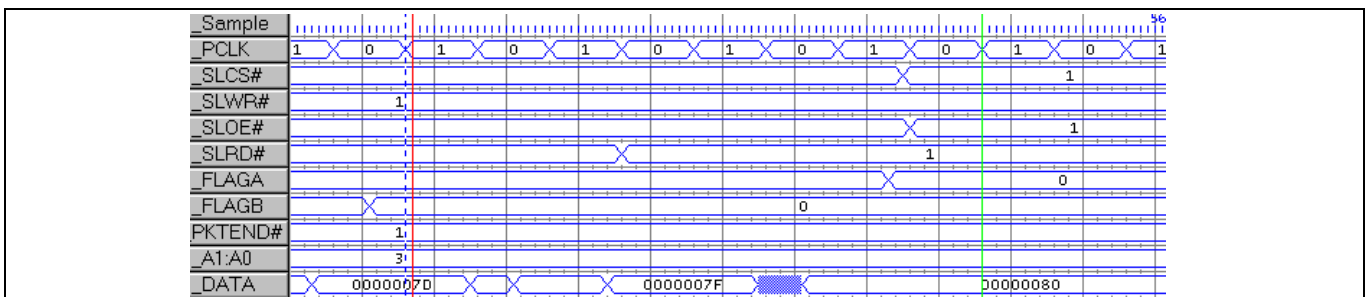 _Sample 56
_PCLK 1 0 1 0 1 0 1 0 1 0 1 0 1
_SLCS# 1
_SLWR# 1
_SLOE# 1
_SLRD# 1
_FLAGA 0
_FLAGB 0
PKTEND# 1
_A1:A0 3
_DATA 0000007D 0000007F 00000080